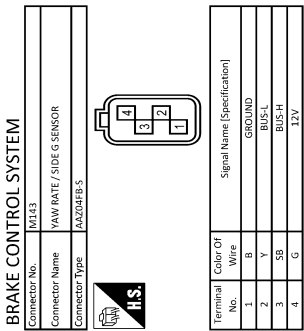 BRAKE CONTROL SYSTEM
Connector No. M143
Connector Name YAW RATE / SIDE G SENSOR
Connector Type AAZ04FB-S
H.S.
4
3 2
1
Terminal No. Color Of Wire Signal Name [Specification]
1 B GROUND
2 Y BUS-L
3 SB BUS-H
4 G 12V